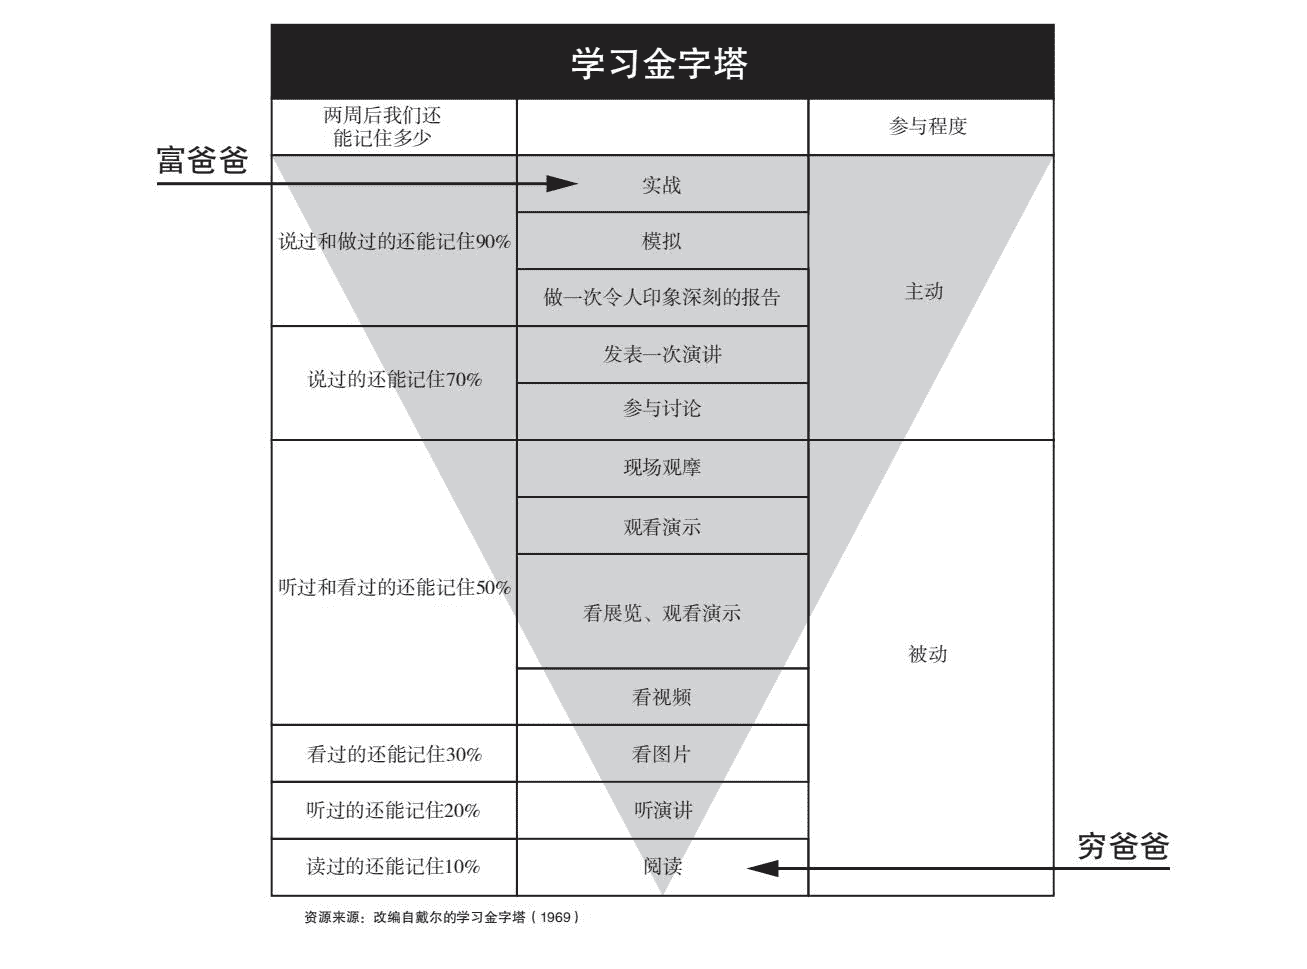 学习金字塔
两周后我们还
能记住多少
参与程度
富爸爸
实战
说过和做过的还能记住90%
模拟
做一次令人印象深刻的报告
主动
发表一次演讲
说过的还能记住70%
参与讨论
现场观摩
观看演示
听过和看过的还能记住50%
看展览、观看演示
被动
看视频
看过的还能记住30%
看图片
听过的还能记住20%
听演讲
穷爸爸
读过的还能记住10%
阅读
资源来源：改编自戴尔的学习金字塔（1969）